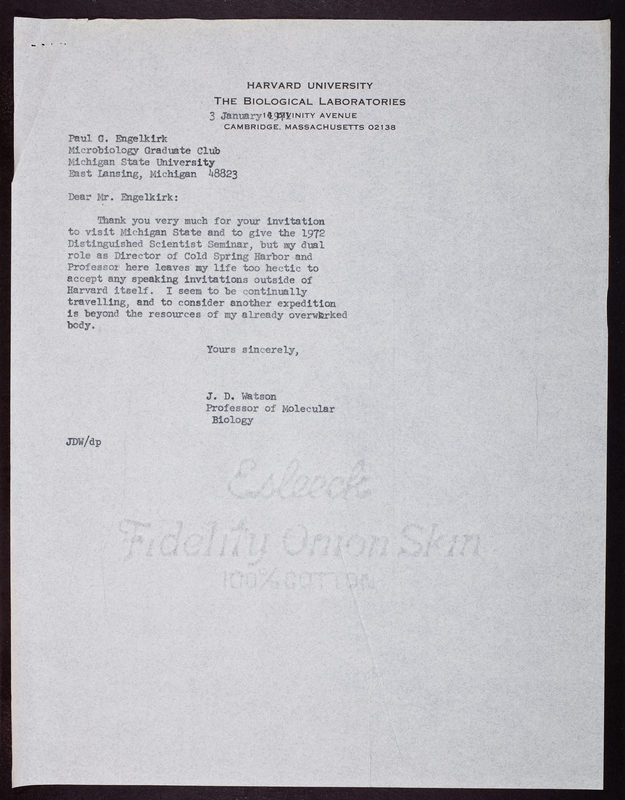 HARVARD UNIVERSITY
THE BIOLOGICAL LABORATORIES
3 January
DIVINITY AVENUE
CAMBRIDGE, MASSACHUSETTS 02138
Paul G. Engelkirk
Microbiology Graduate Club
Michigan State University
East Lansing, Michigan 48823
Dear Mr. Engelkirk:
Thank you very much for your invitation
to visit Michigan State and to give the 1972
Distinguished Scientist Seminar, but my dual
role as Director of Cold Spring Harbor and
Professor here leaves my life too hectic to
accept any speaking invitations outside of
Harvard itself. I seem to be continually
travelling, and to consider another expedition
is beyond the resources of my already overworked
body.
Yours sincerely,
J. D. Watson
Professor of Molecular
Biology
JDW/dp
Esleeck
Fidelity Onion Skin
100% COTTON